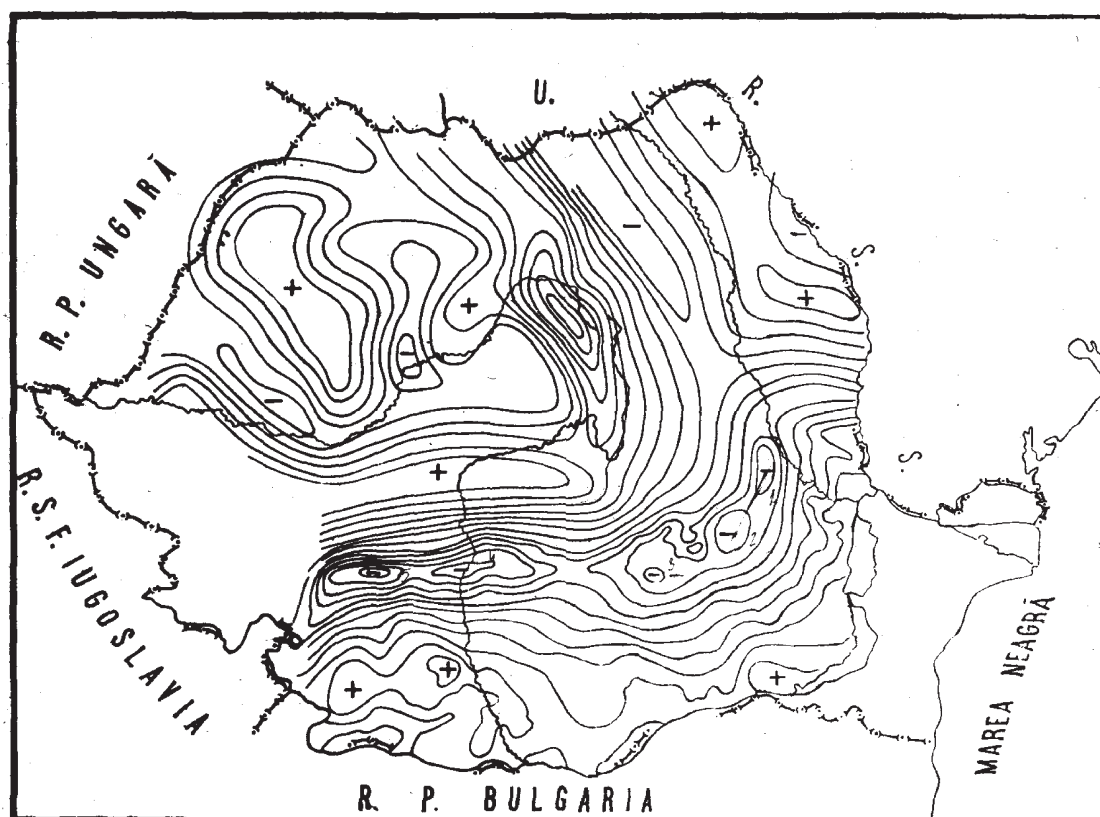 U. R. S. S.
R. P. UNGARĂ
R. S. F. IUGOSLAVIA
MAREA NEAGRĂ
R. P. BULGARIA